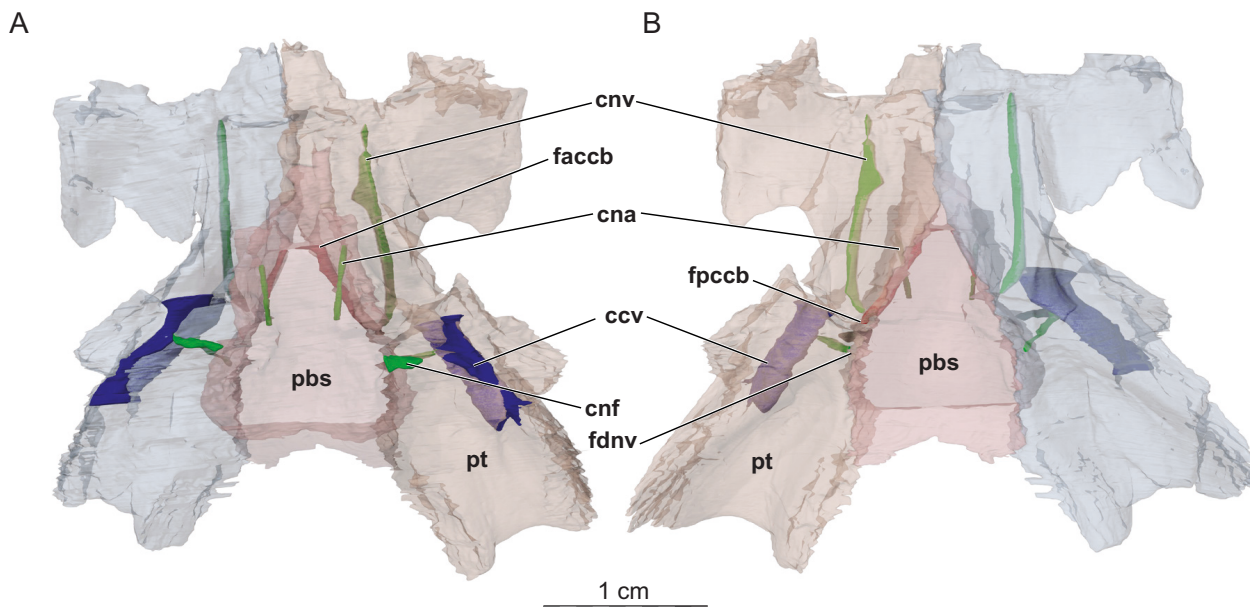 A
B
cnv
faccb
cna
fpccb
ccv
pbs
pbs
cnf
fdnv
pt
pt
1 cm